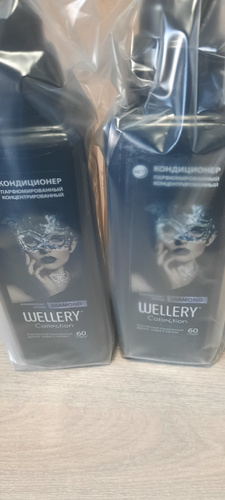 КОНДИЦИОНЕР
ПАРФЮМИРОВАННЫЙ
КОНЦЕНТРИРОВАННЫЙ
WELLERY
Collection
60
КОНДИЦИОНЕР
ПАРФЮМИРОВАННЫЙ
КОНЦЕНТРИРОВАННЫЙ
WELLERY
Collection
60